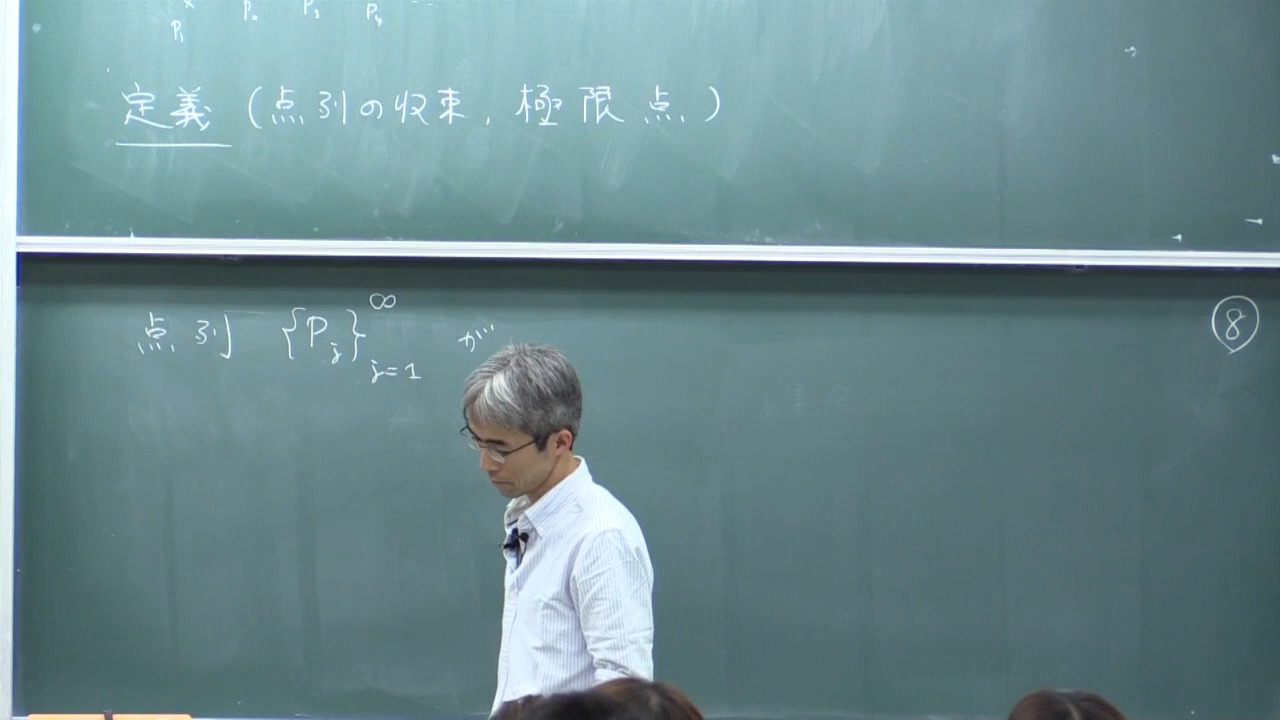 P₁ P₂ P₃ P₄ ...
定義 (点列の収束, 極限点)
点列 {P_j}_{j=1}^∞ が
⑧